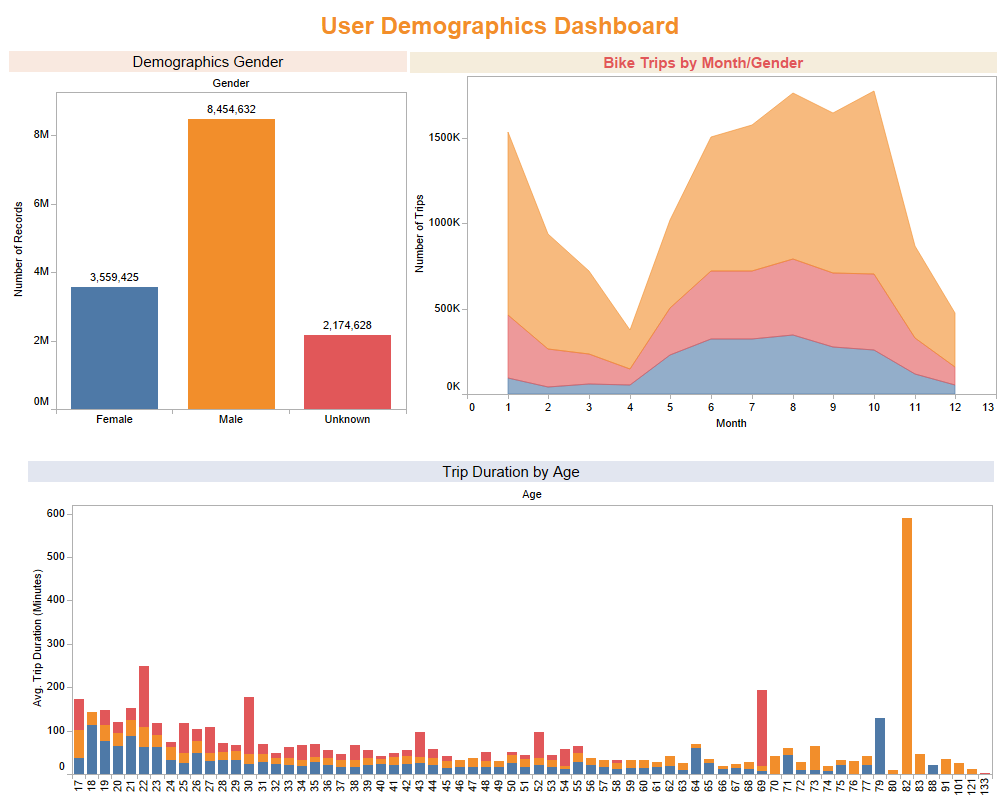 User Demographics Dashboard
Demographics Gender
Gender
8,454,632
3,559,425
2,174,628
8M
6M
4M
2M
0M
Number of Records
Female Male Unknown
Bike Trips by Month/Gender
1500K
1000K
500K
0K
Number of Trips
0 1 2 3 4 5 6 7 8 9 10 11 12 13
Month
Trip Duration by Age
Age
600
500
400
300
200
100
0
Avg. Trip Duration (Minutes)
17 18 19 20 21 22 23 24 25 26 27 28 29 30 31 32 33 34 35 36 37 38 39 40 41 42 43 44 45 46 47 48 49 50 51 52 53 54 55 56 57 58 59 60 61 62 63 64 65 66 67 68 69 70 71 72 73 74 75 76 77 79 80 82 83 88 91 101 121 133